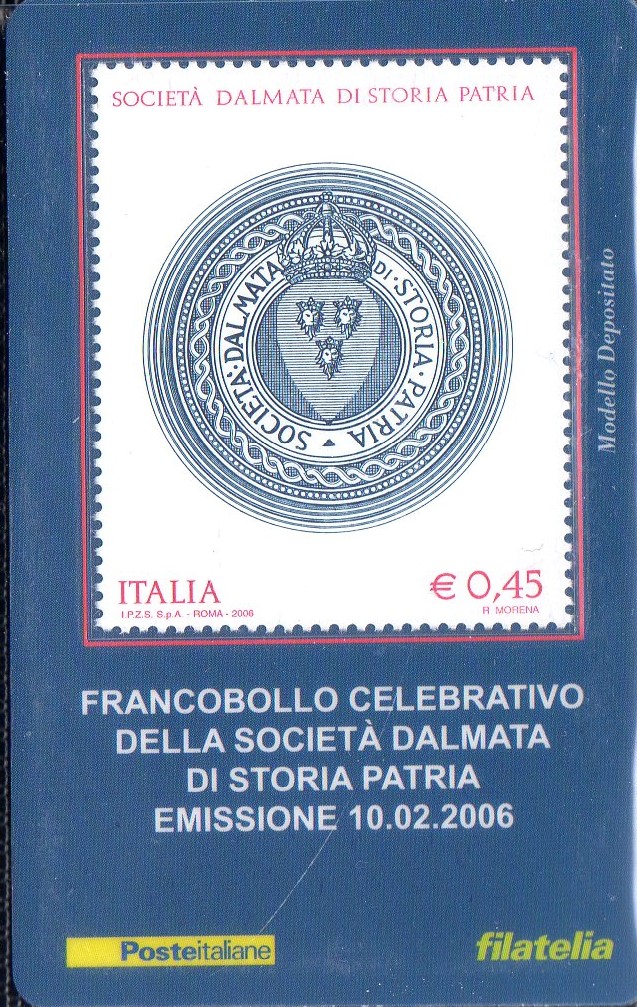 SOCIETÀ DALMATA DI STORIA PATRIA
SOCIETÀ·DALMATA DI·STORIA·PATRIA
ITALIA
€ 0,45
I.P.Z.S. S.p.A. - ROMA - 2006
R. MORENA
Modello Depositato
FRANCOBOLLO CELEBRATIVO
DELLA SOCIETÀ DALMATA
DI STORIA PATRIA
EMISSIONE 10.02.2006
Posteitaliane
filatelia